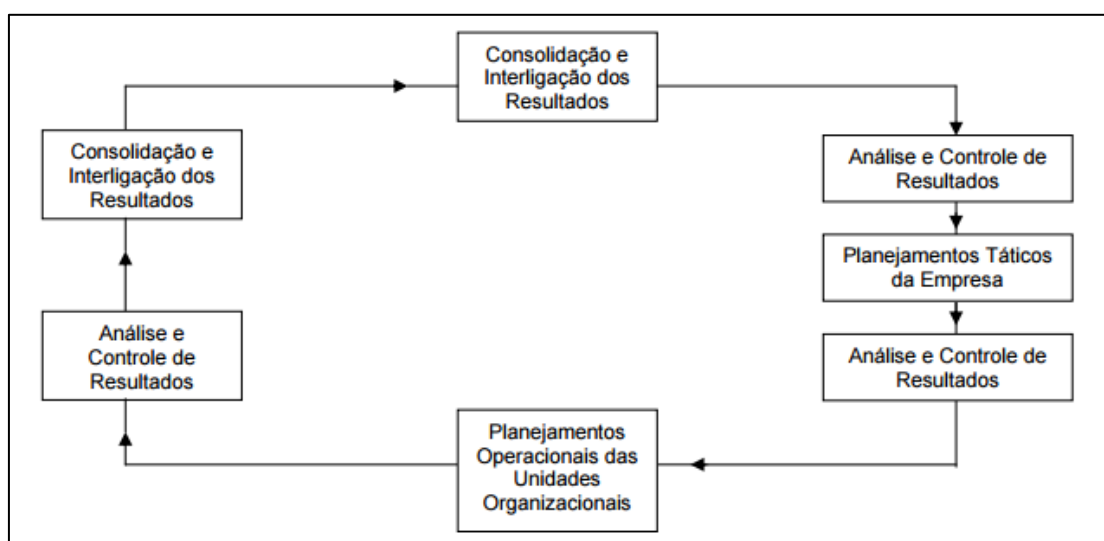 Consolidação e
Interligação dos
Resultados
Análise e Controle de
Resultados
Planejamentos Táticos
da Empresa
Análise e Controle de
Resultados
Planejamentos
Operacionais das
Unidades
Organizacionais
Análise e
Controle de
Resultados
Consolidação e
Interligação dos
Resultados